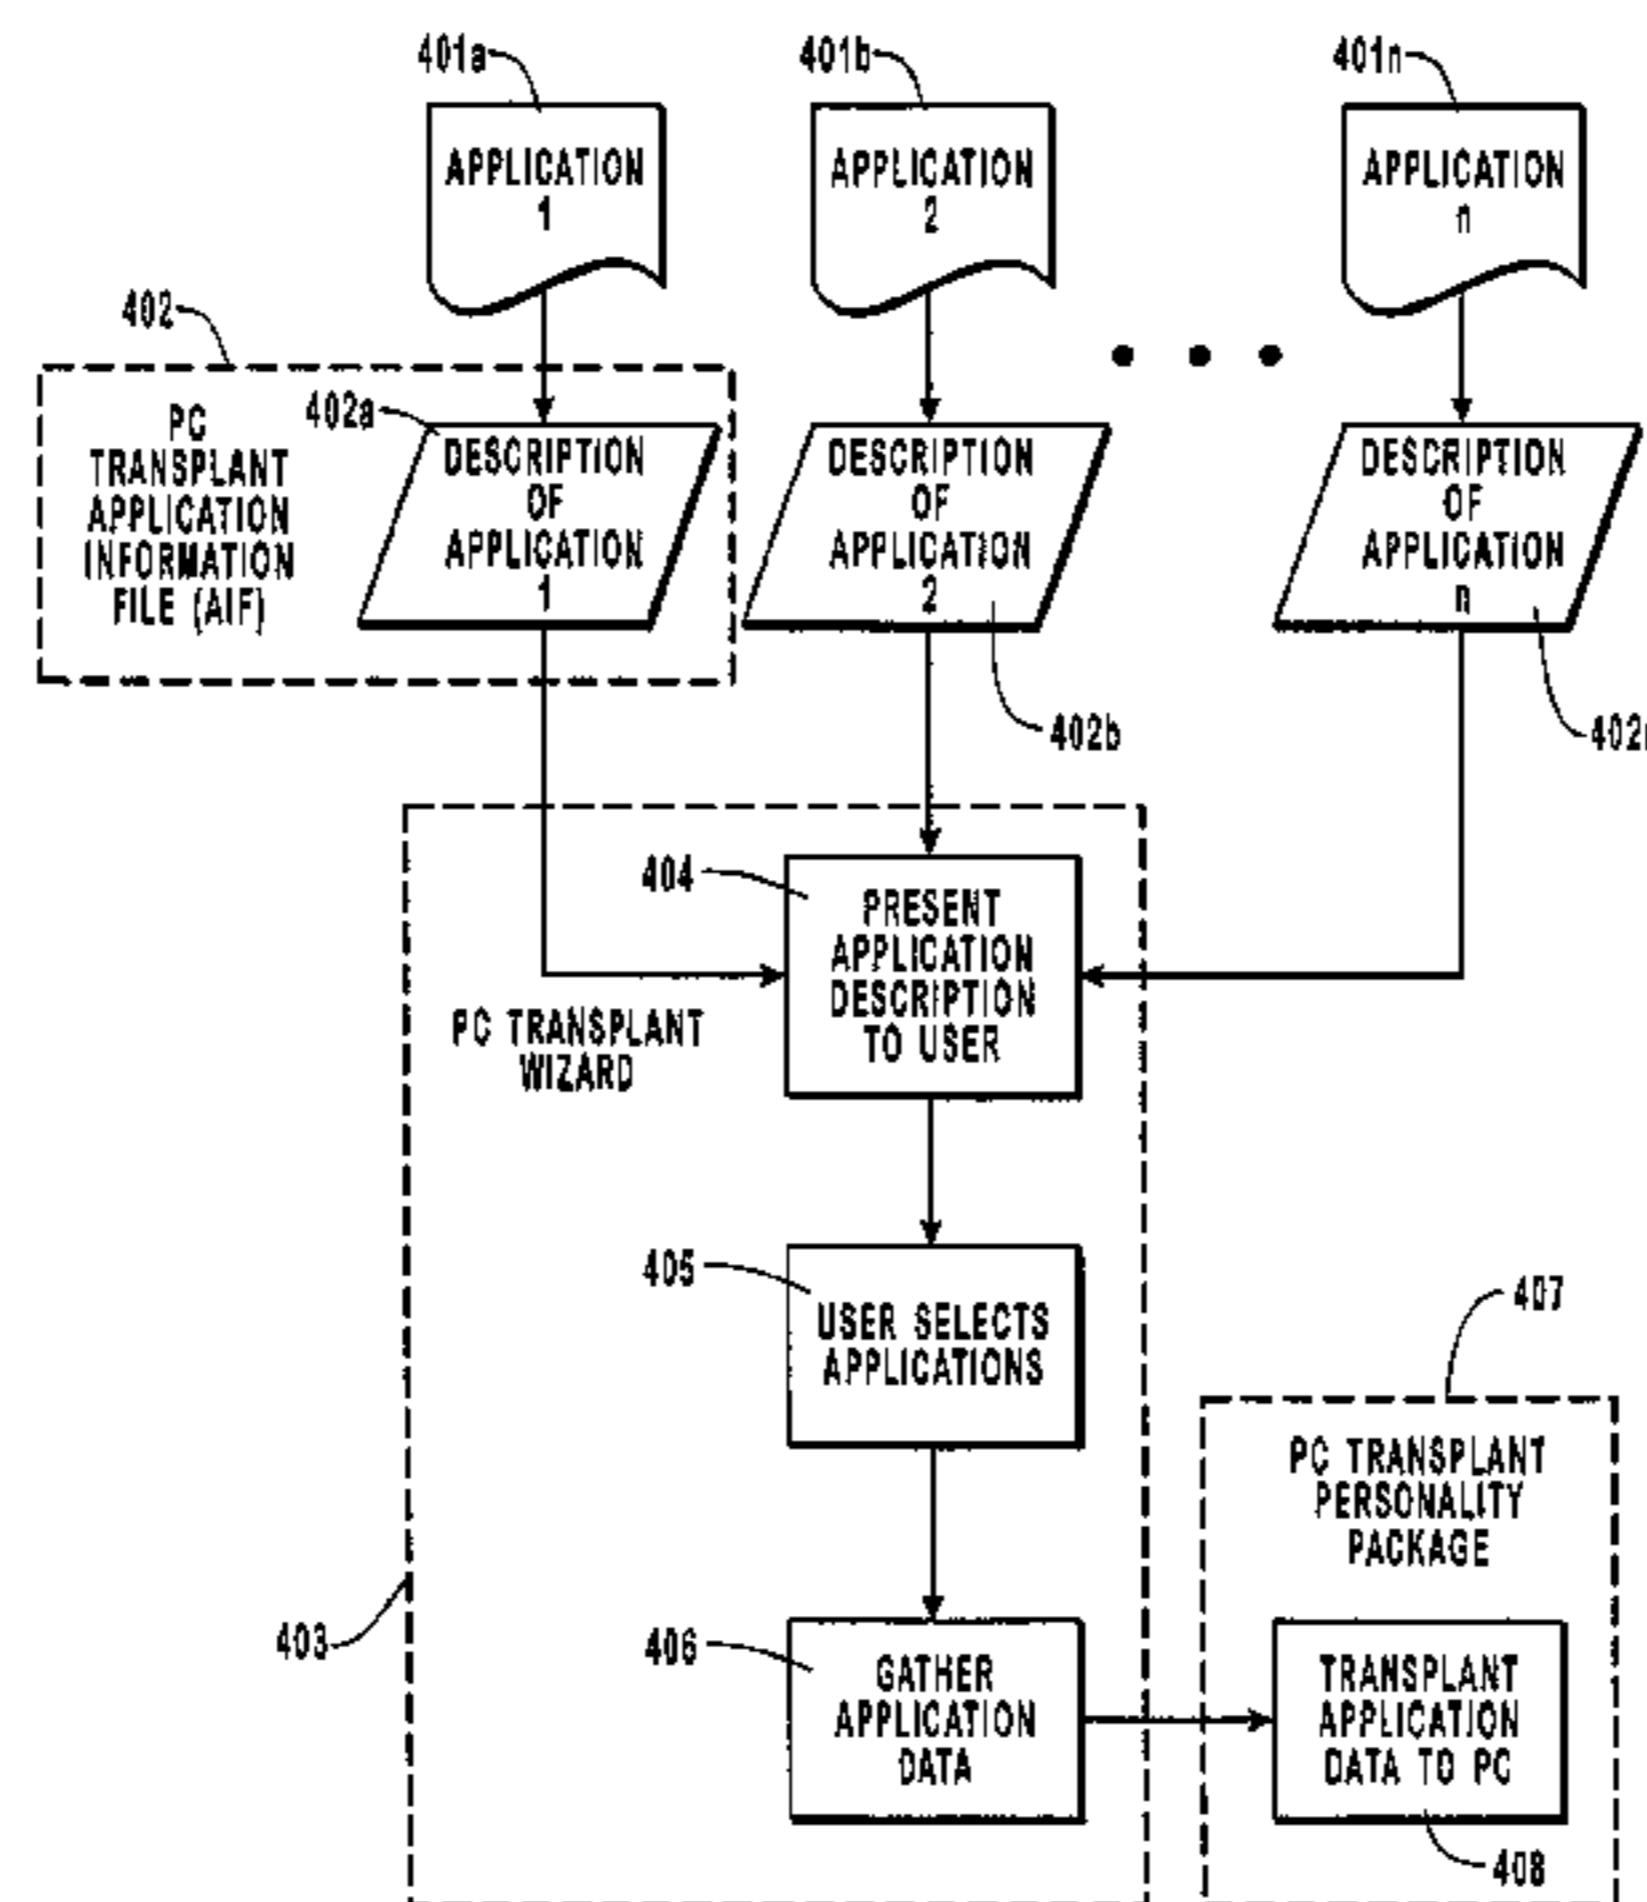 401a
401b
401n
APPLICATION
1
APPLICATION
2
APPLICATION
n
402
PC
TRANSPLANT
APPLICATION
INFORMATION
FILE (AIF)
402a
DESCRIPTION
OF
APPLICATION
1
DESCRIPTION
OF
APPLICATION
2
DESCRIPTION
OF
APPLICATION
n
402b
402n
404
PRESENT
APPLICATION
DESCRIPTION
TO USER
PC TRANSPLANT
WIZARD
405
USER SELECTS
APPLICATIONS
407
PC TRANSPLANT
PERSONALITY
PACKAGE
403
406
GATHER
APPLICATION
DATA
TRANSPLANT
APPLICATION
DATA TO PC
408